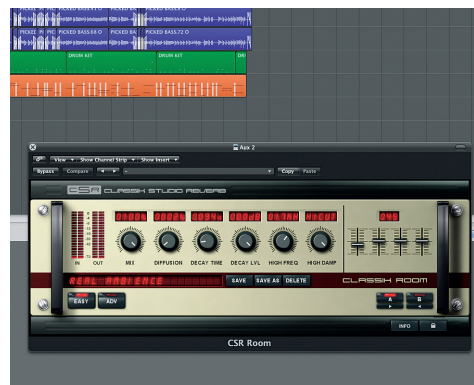 PICKED BASS.68 O
PICKED BASS.72 O
DRUM KIT
DRUM KIT
DRU
Aux 2
View
Show Channel Strip
Show Insert
Bypass
Compare
Copy
Paste
CSR CLASSIK STUDIO REVERB
IN
OUT
MIX
DIFFUSION
DECAY TIME
DECAY LVL
HIGH FREQ
HIGH DAMP
REAL AMBIENCE
SAVE
SAVE AS
DELETE
CLASSIK ROOM
EASY
ADV
A
B
INFO
CSR Room